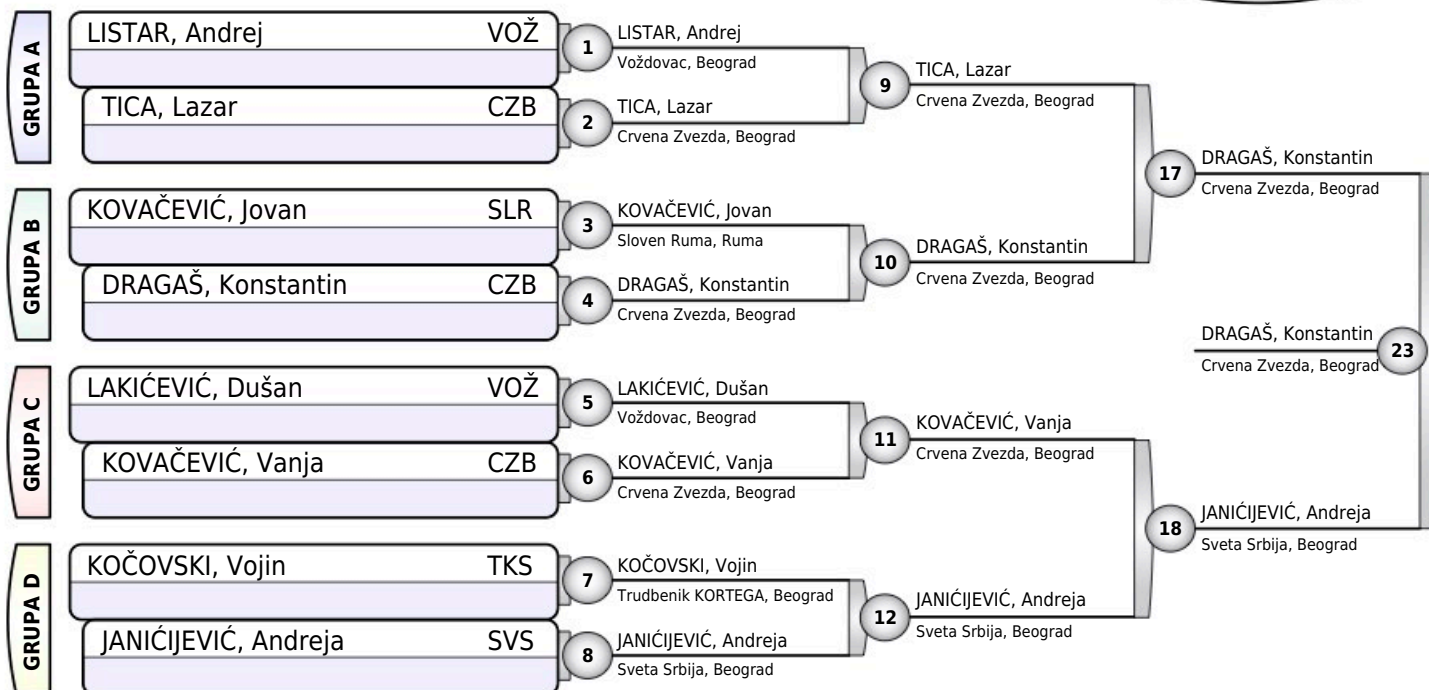 GRUPA A
LISTAR, Andrej VOŽ
TICA, Lazar CZB
GRUPA B
KOVAČEVIĆ, Jovan SLR
DRAGAŠ, Konstantin CZB
GRUPA C
LAKIĆEVIĆ, Dušan VOŽ
KOVAČEVIĆ, Vanja CZB
GRUPA D
KOČOVSKI, Vojin TKS
JANIĆIJEVIĆ, Andreja SVS
1 LISTAR, Andrej
Voždovac, Beograd
2 TICA, Lazar
Crvena Zvezda, Beograd
3 KOVAČEVIĆ, Jovan
Sloven Ruma, Ruma
4 DRAGAŠ, Konstantin
Crvena Zvezda, Beograd
5 LAKIĆEVIĆ, Dušan
Voždovac, Beograd
6 KOVAČEVIĆ, Vanja
Crvena Zvezda, Beograd
7 KOČOVSKI, Vojin
Trudbenik KORTEGA, Beograd
8 JANIĆIJEVIĆ, Andreja
Sveta Srbija, Beograd
9 TICA, Lazar
Crvena Zvezda, Beograd
10 DRAGAŠ, Konstantin
Crvena Zvezda, Beograd
11 KOVAČEVIĆ, Vanja
Crvena Zvezda, Beograd
12 JANIĆIJEVIĆ, Andreja
Sveta Srbija, Beograd
17 DRAGAŠ, Konstantin
Crvena Zvezda, Beograd
18 JANIĆIJEVIĆ, Andreja
Sveta Srbija, Beograd
DRAGAŠ, Konstantin 23
Crvena Zvezda, Beograd